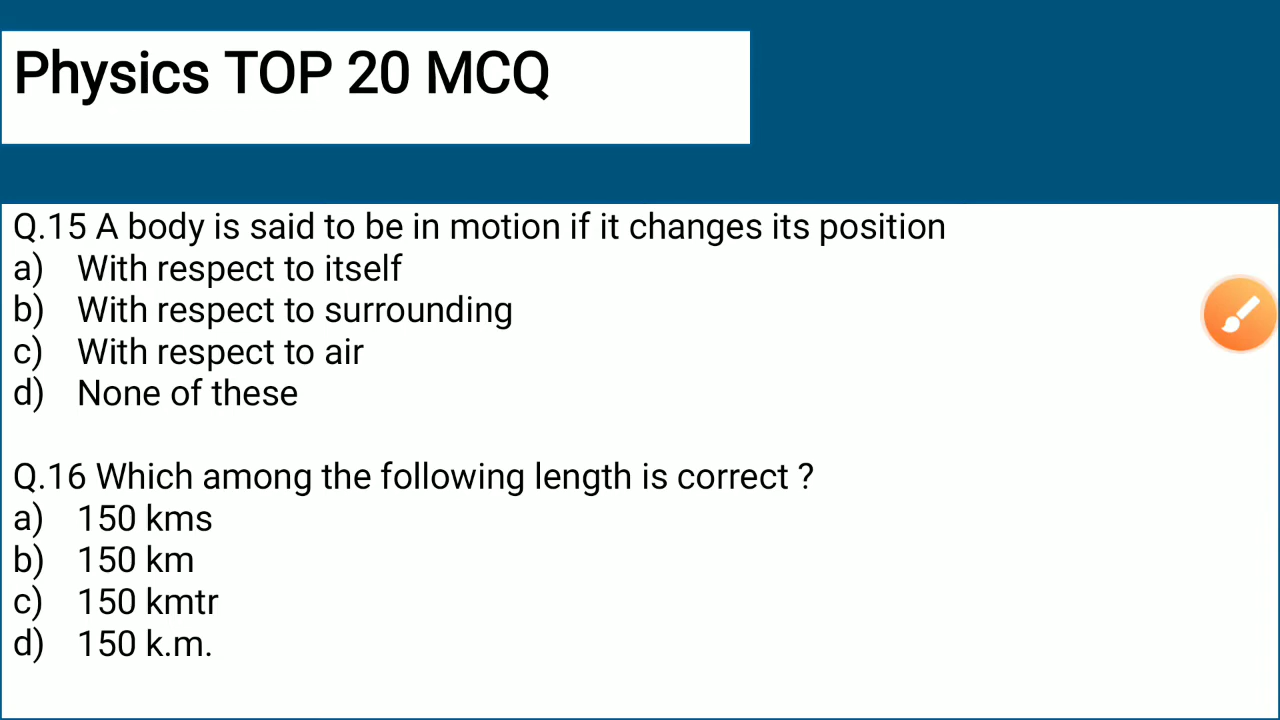 Physics TOP 20 MCQ
Q.15 A body is said to be in motion if it changes its position
a) With respect to itself
b) With respect to surrounding
c) With respect to air
d) None of these
Q.16 Which among the following length is correct ?
a) 150 kms
b) 150 km
c) 150 kmtr
d) 150 k.m.